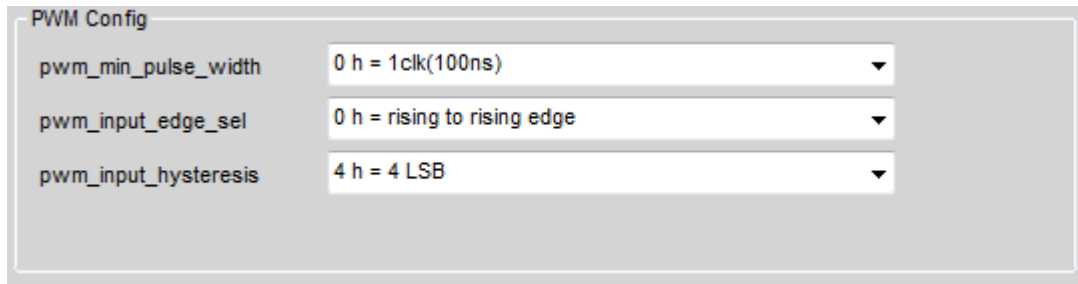 PWM Config
pwm_min_pulse_width 0 h = 1clk(100ns)
pwm_input_edge_sel 0 h = rising to rising edge
pwm_input_hysteresis 4 h = 4 LSB